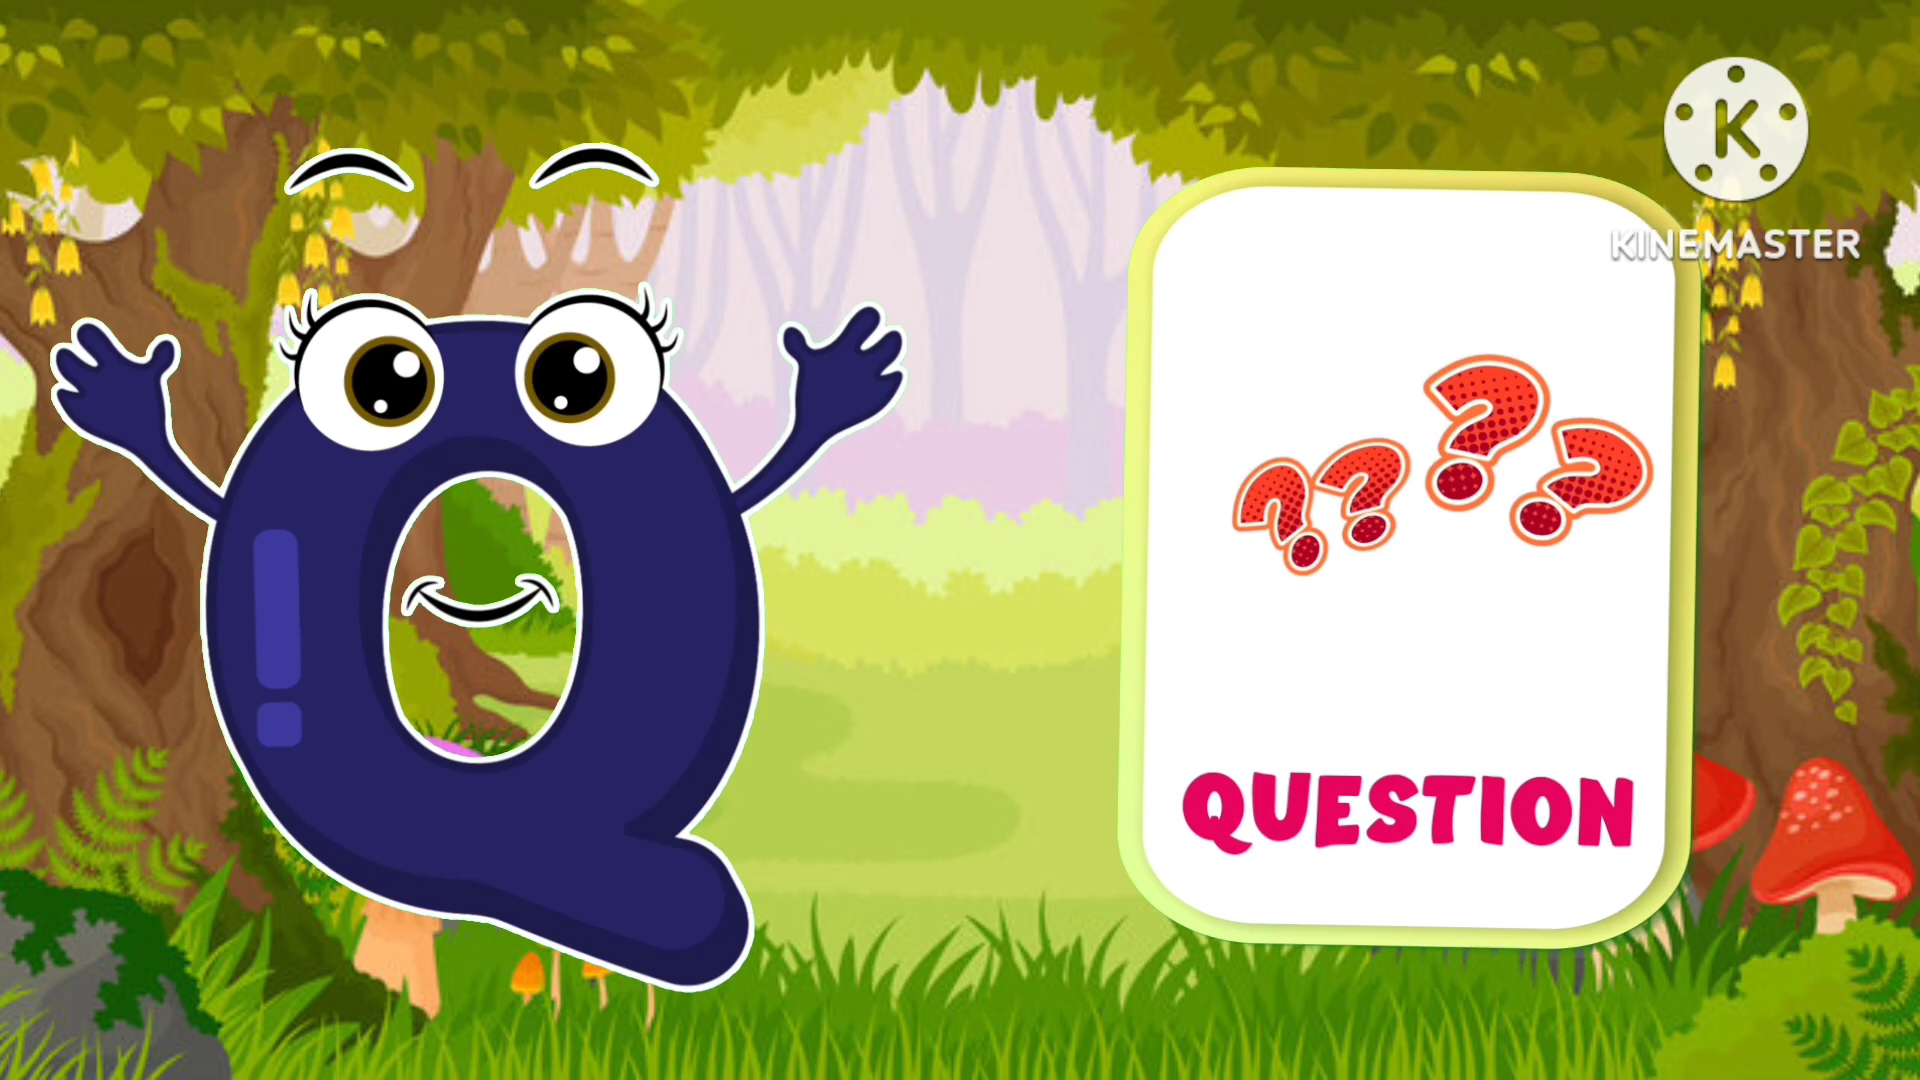 K
KINEMASTER
Q
? ? ? ?
QUESTION